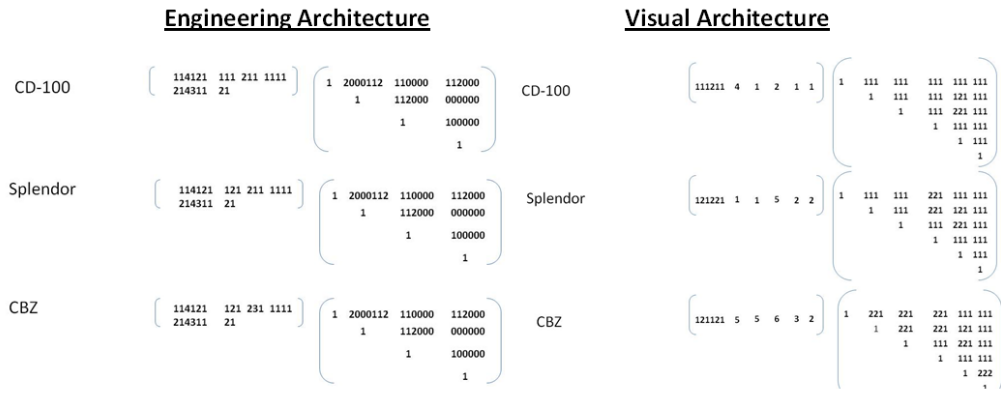 Engineering Architecture
Visual Architecture
CD-100
114121 111 211 1111
214311 21
1 2000112 110000 112000
1 112000 000000
1 100000
1
CD-100
111211 4 1 2 1 1
1 111 111 111 111 111
1 111 111 121 111
1 111 221 111
1 111 111
1 111
1
Splendor
114121 121 211 1111
214311 21
1 2000112 110000 112000
1 112000 000000
1 100000
1
Splendor
121221 1 1 5 2 2
1 111 111 221 111 111
1 111 221 121 111
1 111 221 111
1 111 111
1 111
1
CBZ
114121 121 231 1111
214311 21
1 2000112 110000 112000
1 112000 000000
1 100000
1
CBZ
121121 5 5 6 3 2
1 221 221 221 111 111
1 221 221 121 111
1 111 221 111
1 111 111
1 222
1